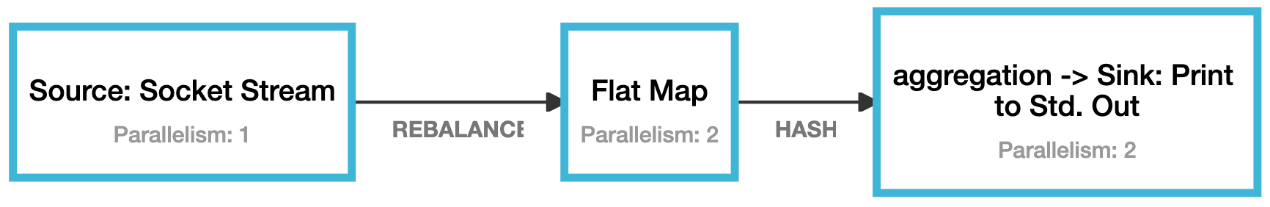 Source: Socket Stream
Parallelism: 1
REBALANCE
Flat Map
Parallelism: 2
HASH
aggregation -> Sink: Print
to Std. Out
Parallelism: 2